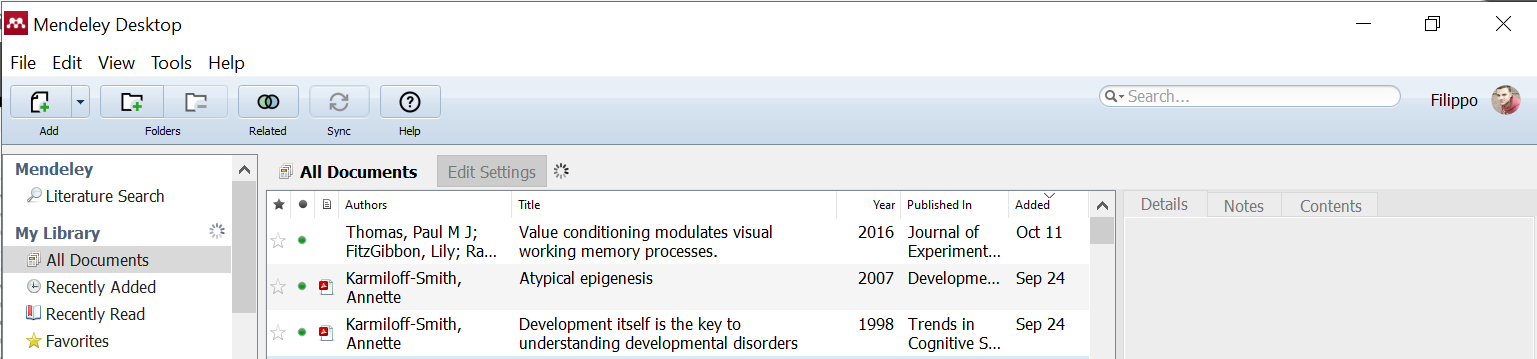 Mendeley Desktop
File Edit View Tools Help
Add Folders Related Sync Help
Search...
Filippo
Mendeley
Literature Search
My Library
All Documents
Recently Added
Recently Read
Favorites
All Documents Edit Settings
Authors Title Year Published In Added
Thomas, Paul M J; Value conditioning modulates visual 2016 Journal of Oct 11
FitzGibbon, Lily; Ra... working memory processes. Experiment...
Karmiloff-Smith, Atypical epigenesis 2007 Developme... Sep 24
Annette
Karmiloff-Smith, Development itself is the key to 1998 Trends in Sep 24
Annette understanding developmental disorders Cognitive S...
Details Notes Contents